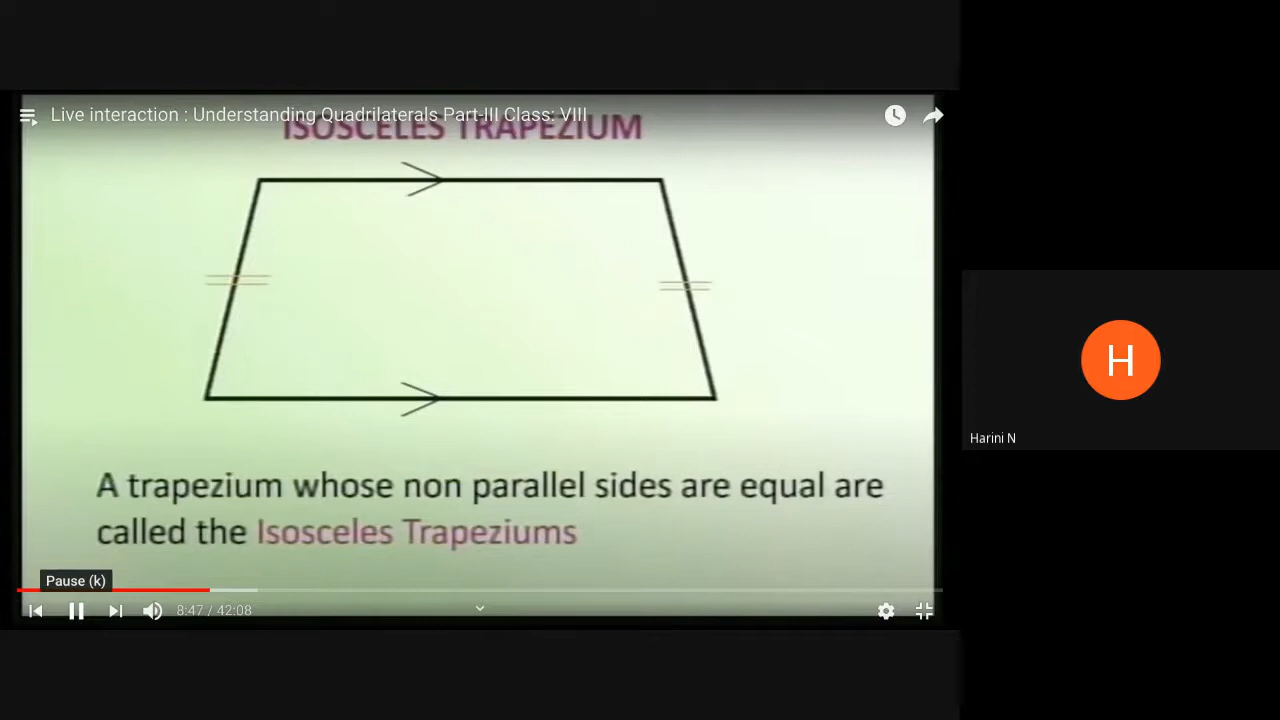 Live interaction : Understanding Quadrilaterals Part-III Class: VIII
ISOSCELES TRAPEZIUM
A trapezium whose non parallel sides are equal are
called the Isosceles Trapeziums
Pause (k)
8:47 / 42:08
H
Harini N